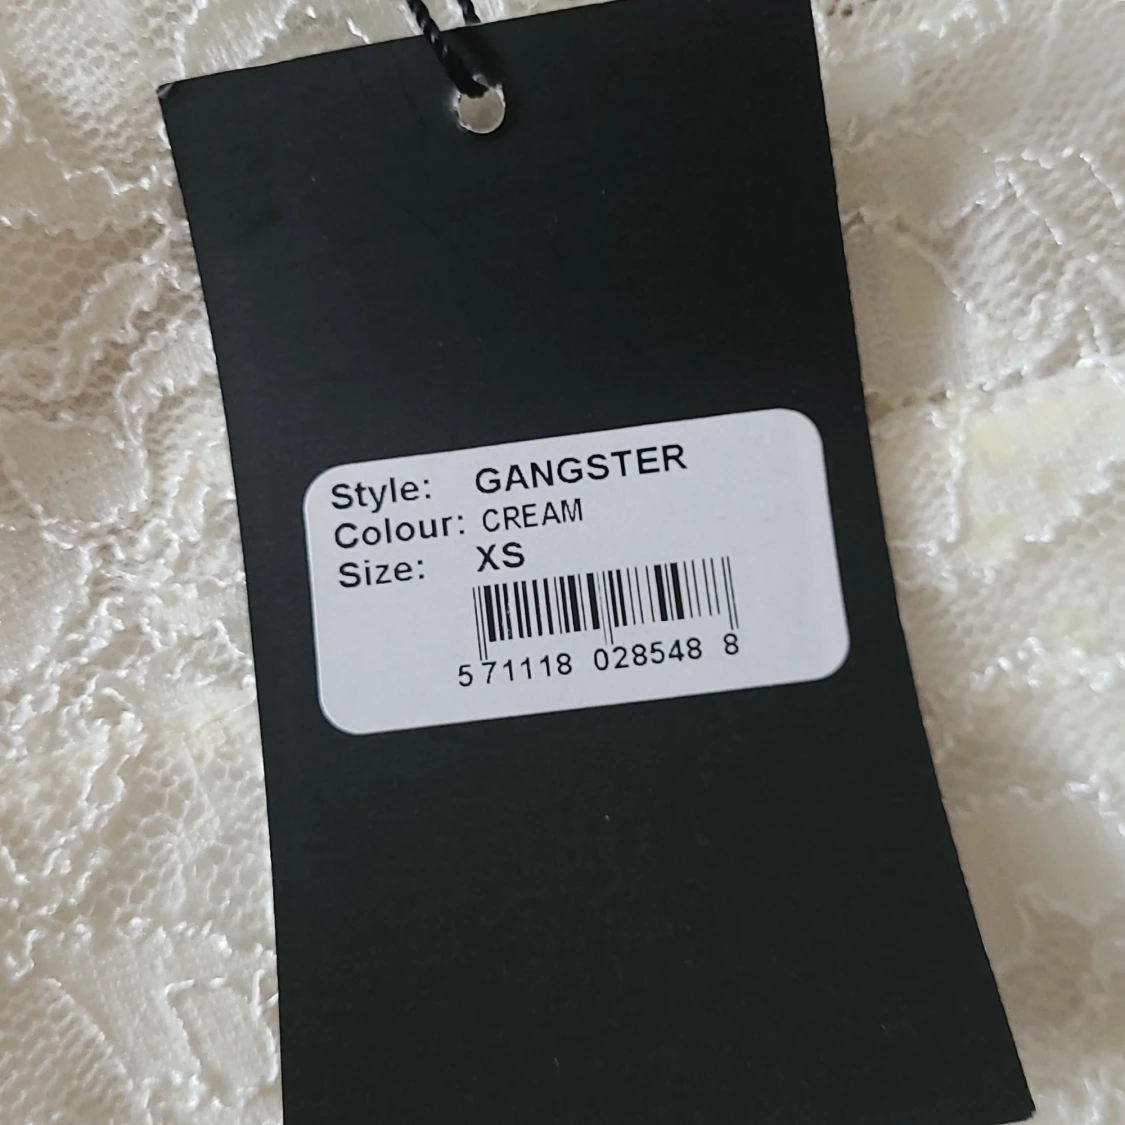 Style: GANGSTER
Colour: CREAM
Size: XS
5 71118 028548 8